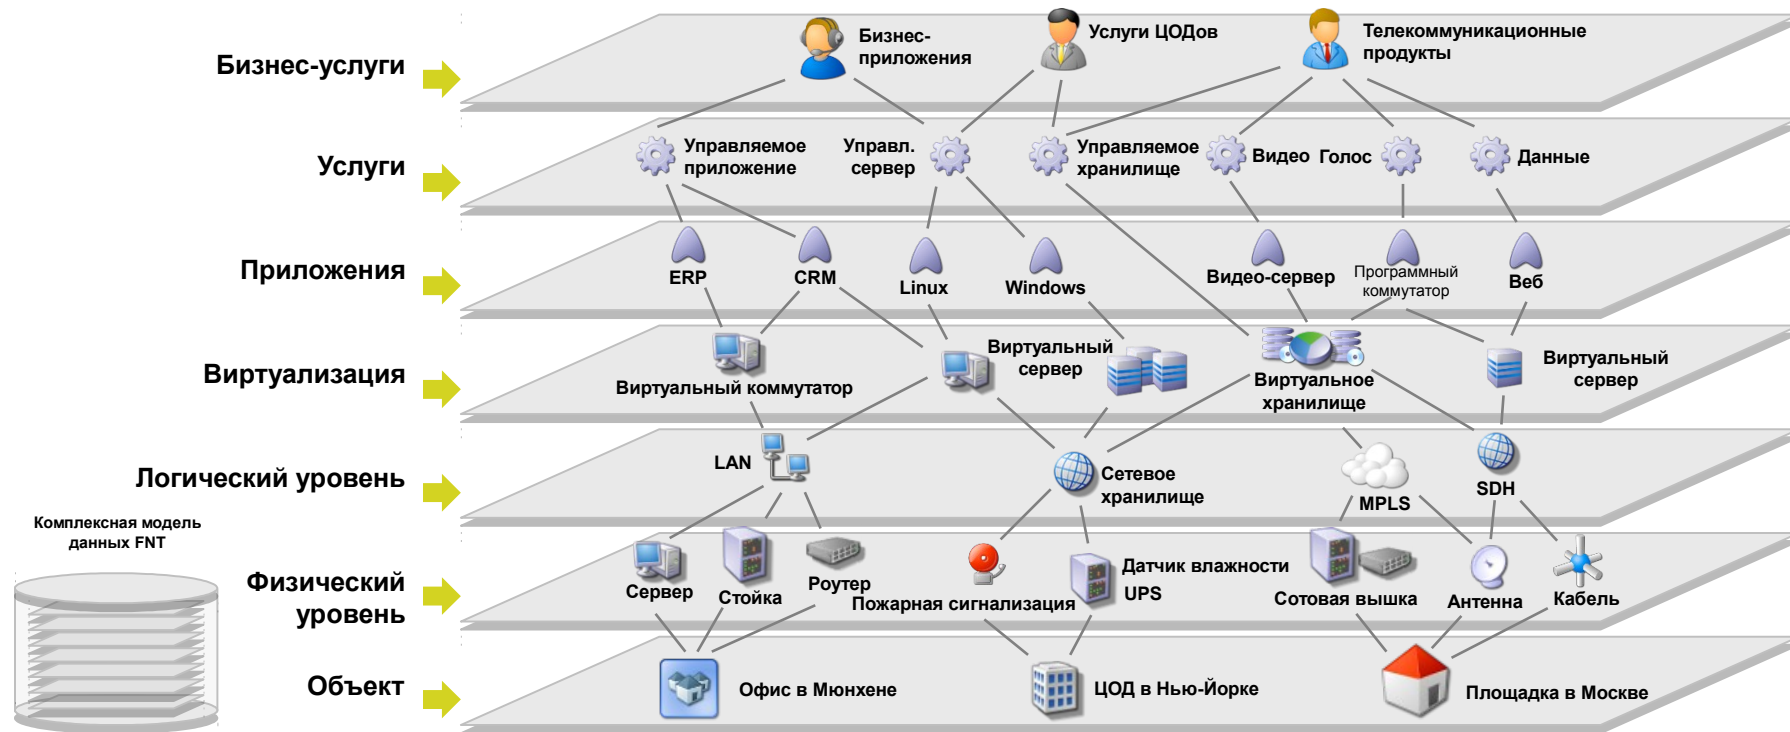 Бизнес-услуги
Бизнес-
приложения
Услуги ЦОДов
Телекоммуникационные
продукты
Услуги
Управляемое
приложение
Управл.
сервер
Управляемое
хранилище
Видео
Голос
Данные
Приложения
ERP
CRM
Linux
Windows
Видео-сервер
Программный
коммутатор
Веб
Виртуализация
Виртуальный коммутатор
Виртуальный
сервер
Виртуальное
хранилище
Виртуальный
сервер
Логический уровень
LAN
Сетевое
хранилище
MPLS
SDH
Комплексная модель
данных FNT
Физический
уровень
Сервер
Стойка
Роутер
Пожарная сигнализация
Датчик влажности
UPS
Сотовая вышка
Антенна
Кабель
Объект
Офис в Мюнхене
ЦОД в Нью-Йорке
Площадка в Москве